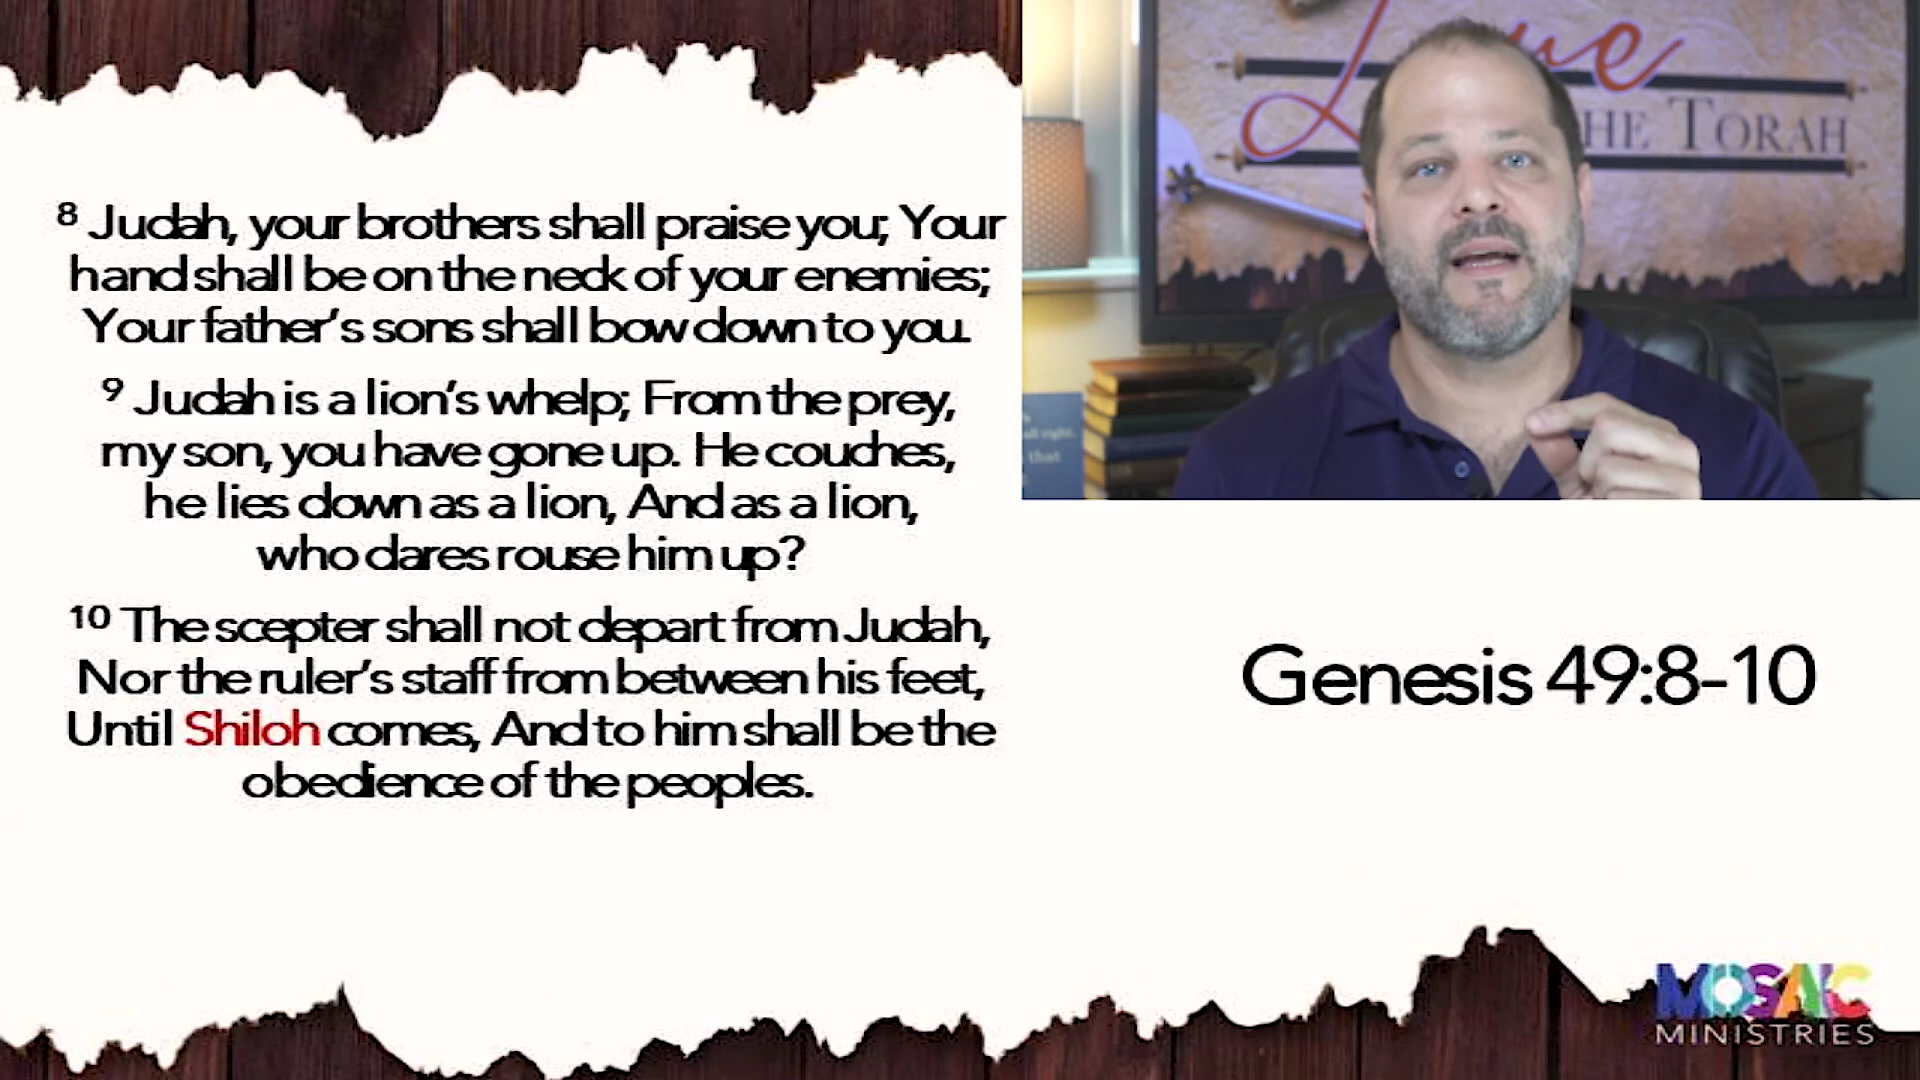 8 Judah, your brothers shall praise you; Your
hand shall be on the neck of your enemies;
Your father's sons shall bow down to you.
9 Judah is a lion's whelp; From the prey,
my son, you have gone up. He couches,
he lies down as a lion, And as a lion,
who dares rouse him up?
10 The scepter shall not depart from Judah,
Nor the ruler's staff from between his feet,
Until Shiloh comes, And to him shall be the
obedience of the peoples.
HE TORAH
all right.
that
Genesis 49:8-10
MOSAIC
MINISTRIES